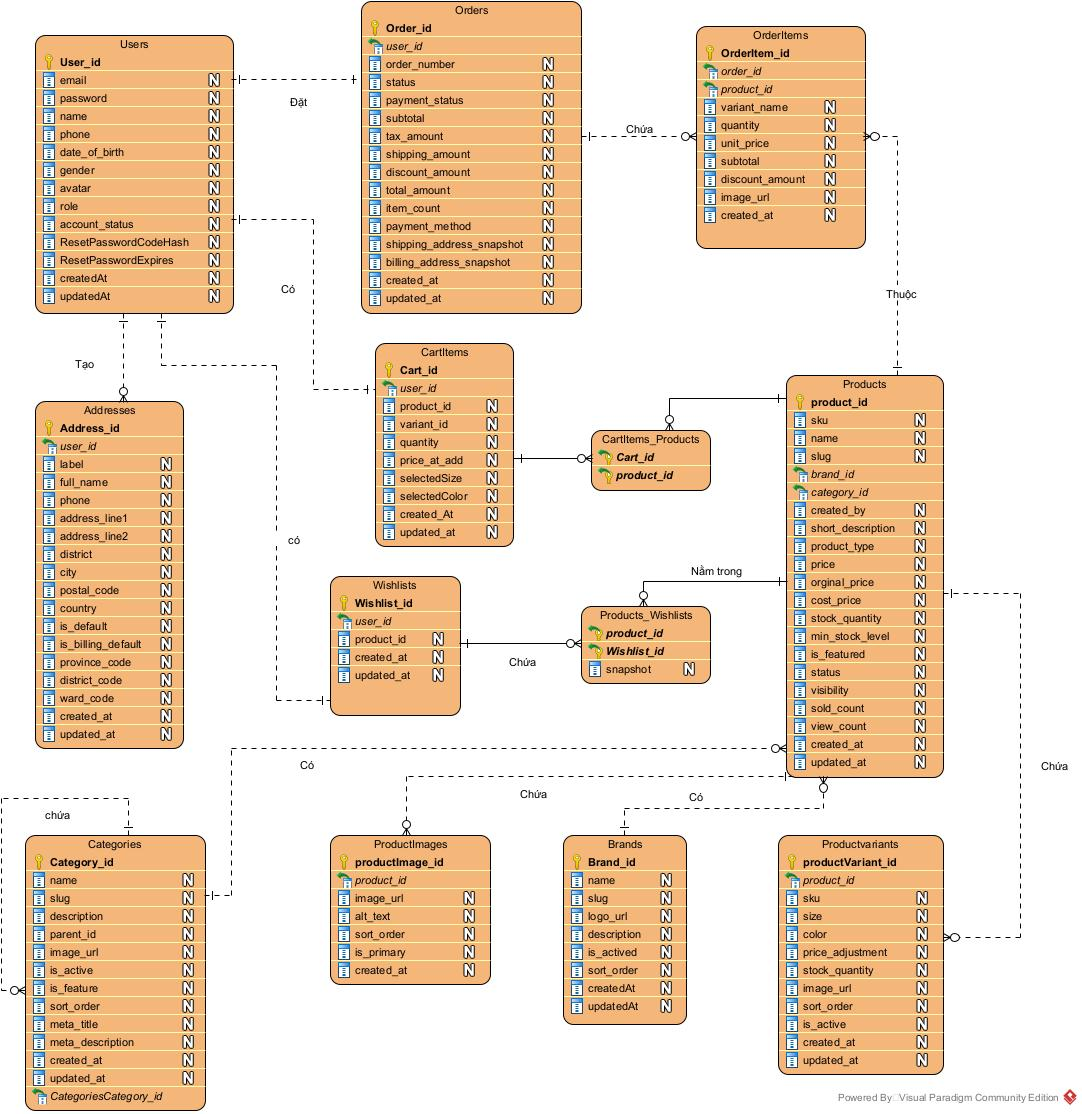 Users
User_id
email
N
password
N
name
N
phone
N
date_of_birth
N
gender
N
avatar
N
role
N
account_status
N
ResetPasswordCodeHash
N
ResetPasswordExpires
N
createdAt
N
updatedAt
N
Đặt
Orders
Order_id
user_id
order_number
N
status
N
payment_status
N
subtotal
N
tax_amount
N
shipping_amount
N
discount_amount
N
total_amount
N
item_count
N
payment_method
N
shipping_address_snapshot
N
billing_address_snapshot
N
created_at
N
updated_at
N
Chứa
OrderItems
OrderItem_id
order_id
product_id
variant_name
N
quantity
N
unit_price
N
subtotal
N
discount_amount
N
image_url
N
created_at
N
Có
Thuộc
Tạo
Addresses
Address_id
user_id
label
N
full_name
N
phone
N
address_line1
N
address_line2
N
district
N
city
N
postal_code
N
country
N
is_default
N
is_billing_default
N
province_code
N
district_code
N
ward_code
N
created_at
N
updated_at
N
có
CartItems
Cart_id
user_id
product_id
N
variant_id
N
quantity
N
price_at_add
N
selectedSize
N
selectedColor
N
created_At
N
updated_at
N
CartItems_Products
Cart_id
product_id
Products
product_id
sku
N
name
N
slug
N
brand_id
category_id
created_by
N
short_description
N
product_type
N
price
N
orginal_price
N
cost_price
N
stock_quantity
N
min_stock_level
N
is_featured
N
status
N
visibility
N
sold_count
N
view_count
N
created_at
N
updated_at
N
Wishlists
Wishlist_id
user_id
product_id
N
created_at
N
updated_at
N
Nằm trong
Chứa
Products_Wishlists
product_id
Wishlist_id
snapshot
N
Có
Chứa
Có
Chứa
chứa
Categories
Category_id
name
N
slug
N
description
N
parent_id
N
image_url
N
is_active
N
is_feature
N
sort_order
N
meta_title
N
meta_description
N
created_at
N
updated_at
N
CategoriesCategory_id
ProductImages
productImage_id
product_id
image_url
N
alt_text
N
sort_order
N
is_primary
N
created_at
N
Brands
Brand_id
name
N
slug
N
logo_url
N
description
N
is_actived
N
sort_order
N
createdAt
N
updatedAt
N
Productvariants
productVariant_id
product_id
sku
N
size
N
color
N
price_adjustment
N
stock_quantity
N
image_url
N
sort_order
N
is_active
N
created_at
N
updated_at
N
Powered By Visual Paradigm Community Edition